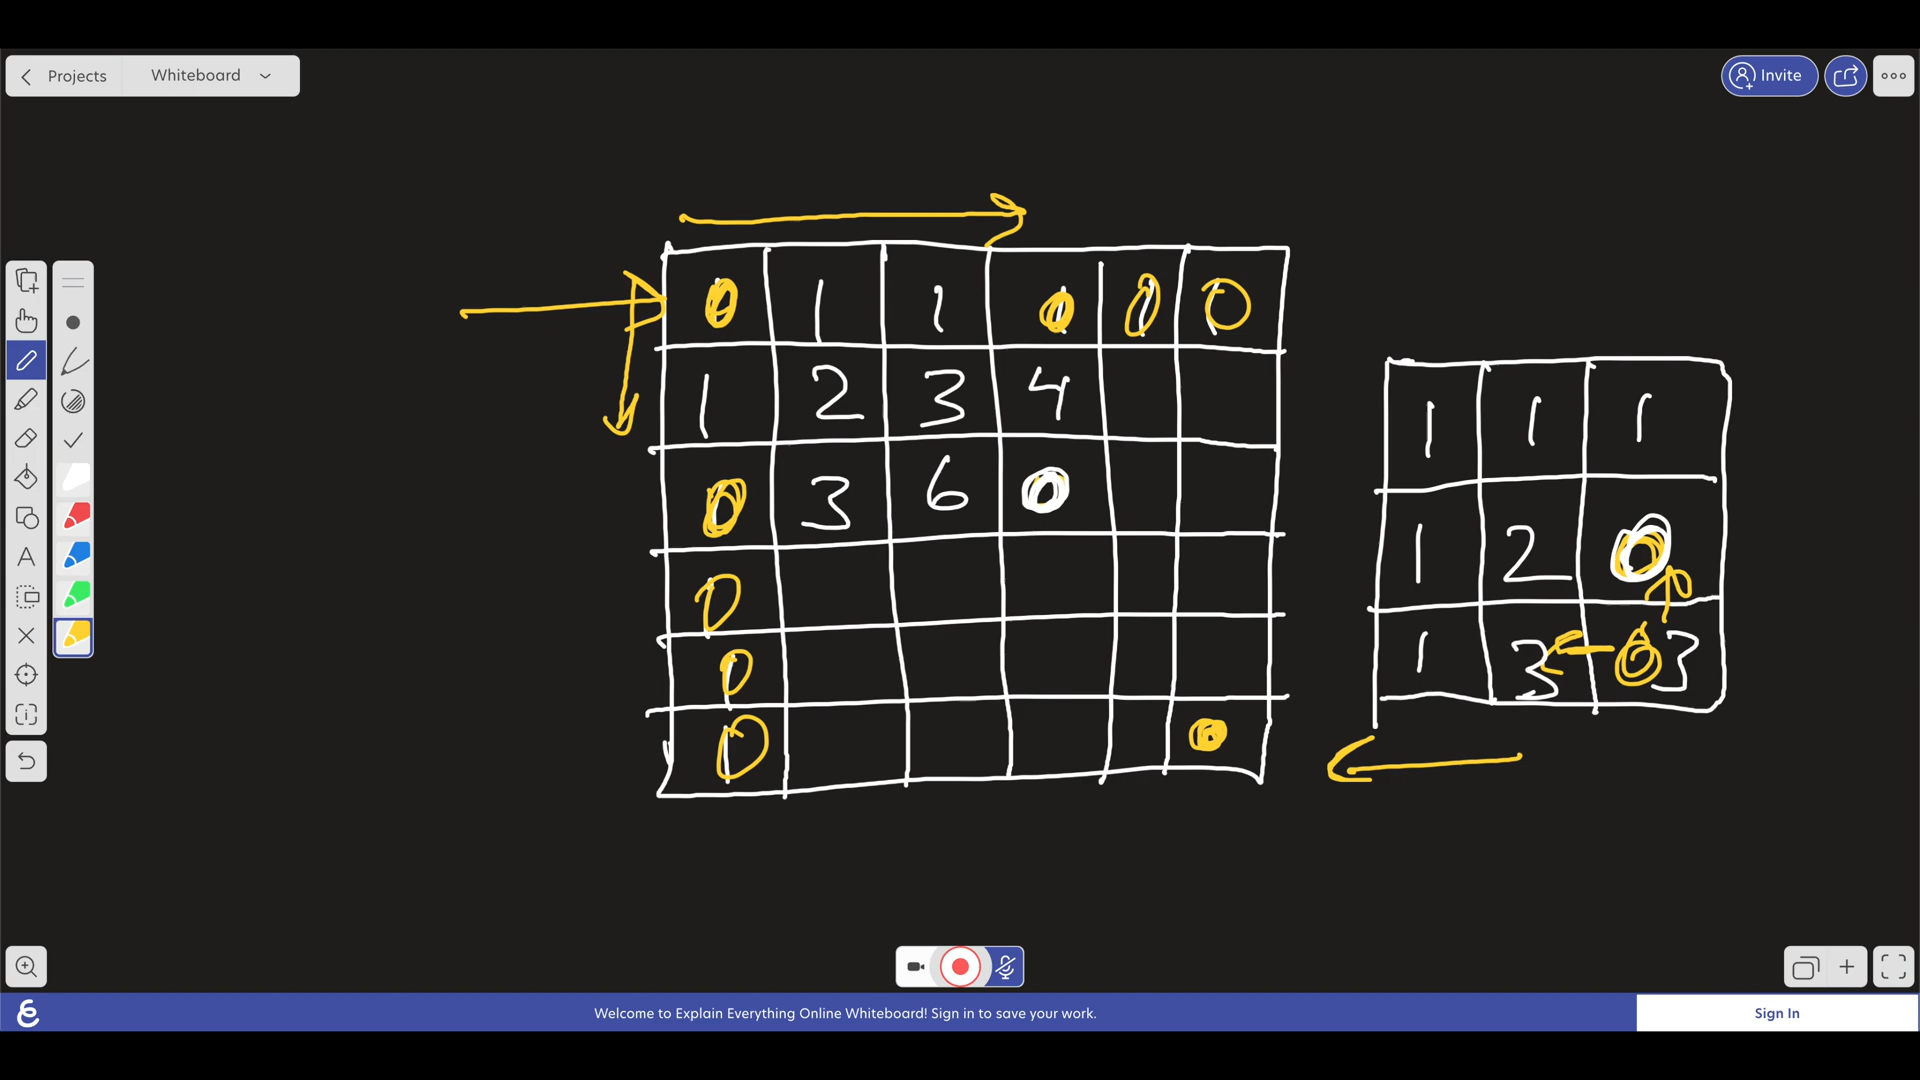 Projects
Whiteboard
Invite
0 1 1 0 0 0
1 2 3 4
0 3 6 0
0
0
0
1 1 1
1 2 0
1 3 0 3
A
Welcome to Explain Everything Online Whiteboard! Sign in to save your work.
Sign In